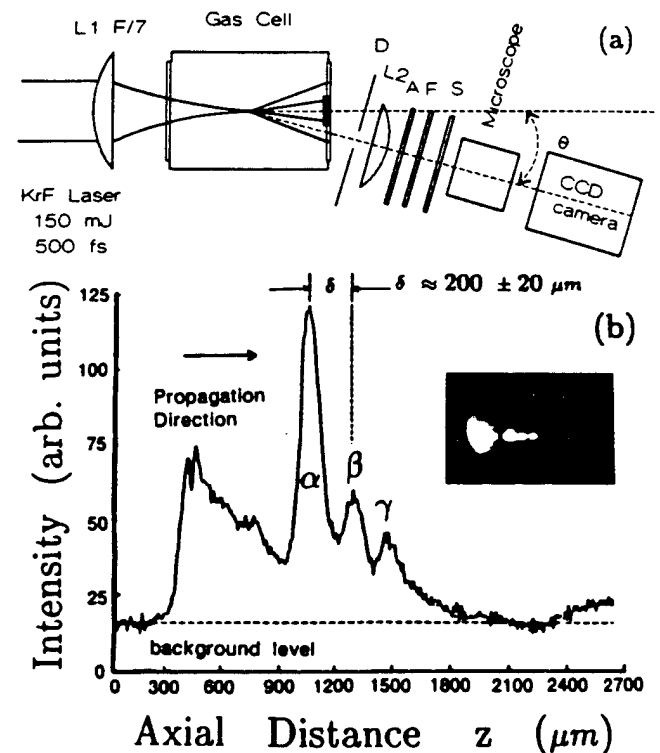 L1 F/7
Gas Cell
(a)
D
L2
A F S
Microscope
θ
CCD
camera
KrF Laser
150 mJ
500 fs
δ
δ ≈ 200 ± 20 μm
(b)
Intensity (arb. units)
125
100
75
50
25
0
Propagation
Direction
α
β
γ
background level
0 300 600 900 1200 1500 1800 2100 2400 2700
Axial Distance z (μm)